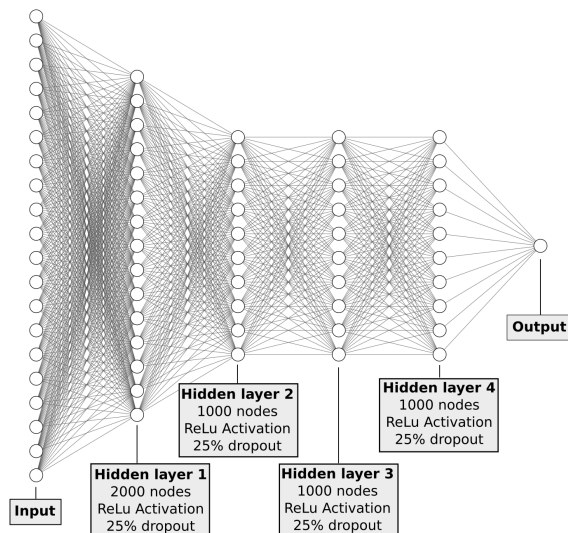 Input
Hidden layer 1
2000 nodes
ReLu Activation
25% dropout
Hidden layer 2
1000 nodes
ReLu Activation
25% dropout
Hidden layer 3
1000 nodes
ReLu Activation
25% dropout
Hidden layer 4
1000 nodes
ReLu Activation
25% dropout
Output